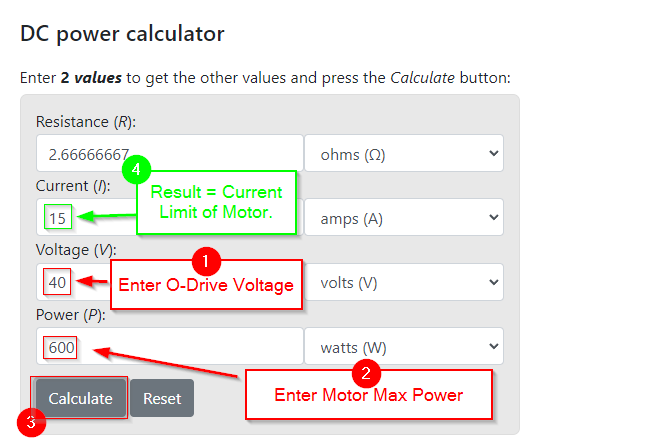 DC power calculator
Enter 2 values to get the other values and press the Calculate button:
Resistance (R):
2.66666667
ohms (Ω)
4
Current (I):
Result = Current
Limit of Motor.
15
amps (A)
Voltage (V):
1
40
Enter O-Drive Voltage
volts (V)
Power (P):
600
watts (W)
2
Enter Motor Max Power
Calculate
Reset
3